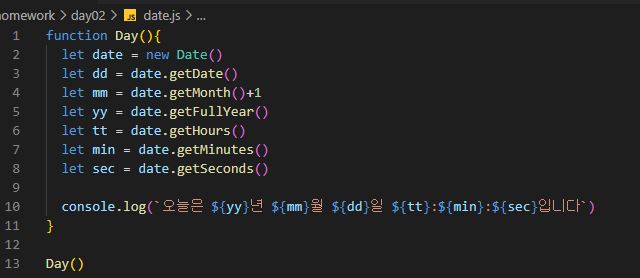 homework > day02 > JS date.js > ...
1 function Day(){
2 let date = new Date()
3 let dd = date.getDate()
4 let mm = date.getMonth()+1
5 let yy = date.getFullYear()
6 let tt = date.getHours()
7 let min = date.getMinutes()
8 let sec = date.getSeconds()
9
10 console.log(`오늘은 ${yy}년 ${mm}월 ${dd}일 ${tt}:${min}:${sec}입니다`)
11 }
12
13 Day()